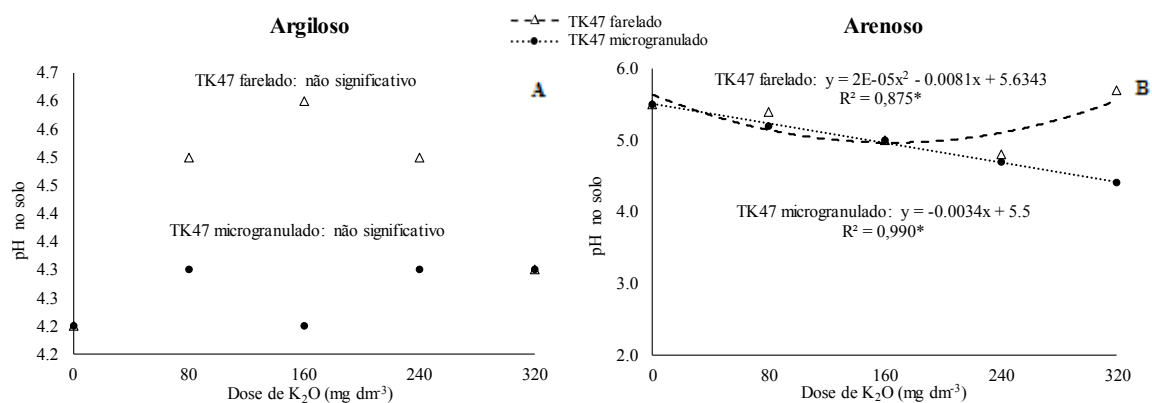 Argiloso
TK47 farelado
TK47 microgranulado
Arenoso
4.7
4.6
4.6
4.5
4.5
4.4
4.4
4.3
4.3
4.2
4.2
pH no solo
TK47 farelado: não significativo
A
TK47 microgranulado: não significativo
0 80 160 240 320
Dose de K₂O (mg dm⁻³)
6.0
5.0
4.0
3.0
2.0
pH no solo
TK47 farelado: y = 2E-05x² - 0.0081x + 5.6343
R² = 0,875*
B
TK47 microgranulado: y = -0.0034x + 5.5
R² = 0,990*
0 80 160 240 320
Dose de K₂O (mg dm⁻³)